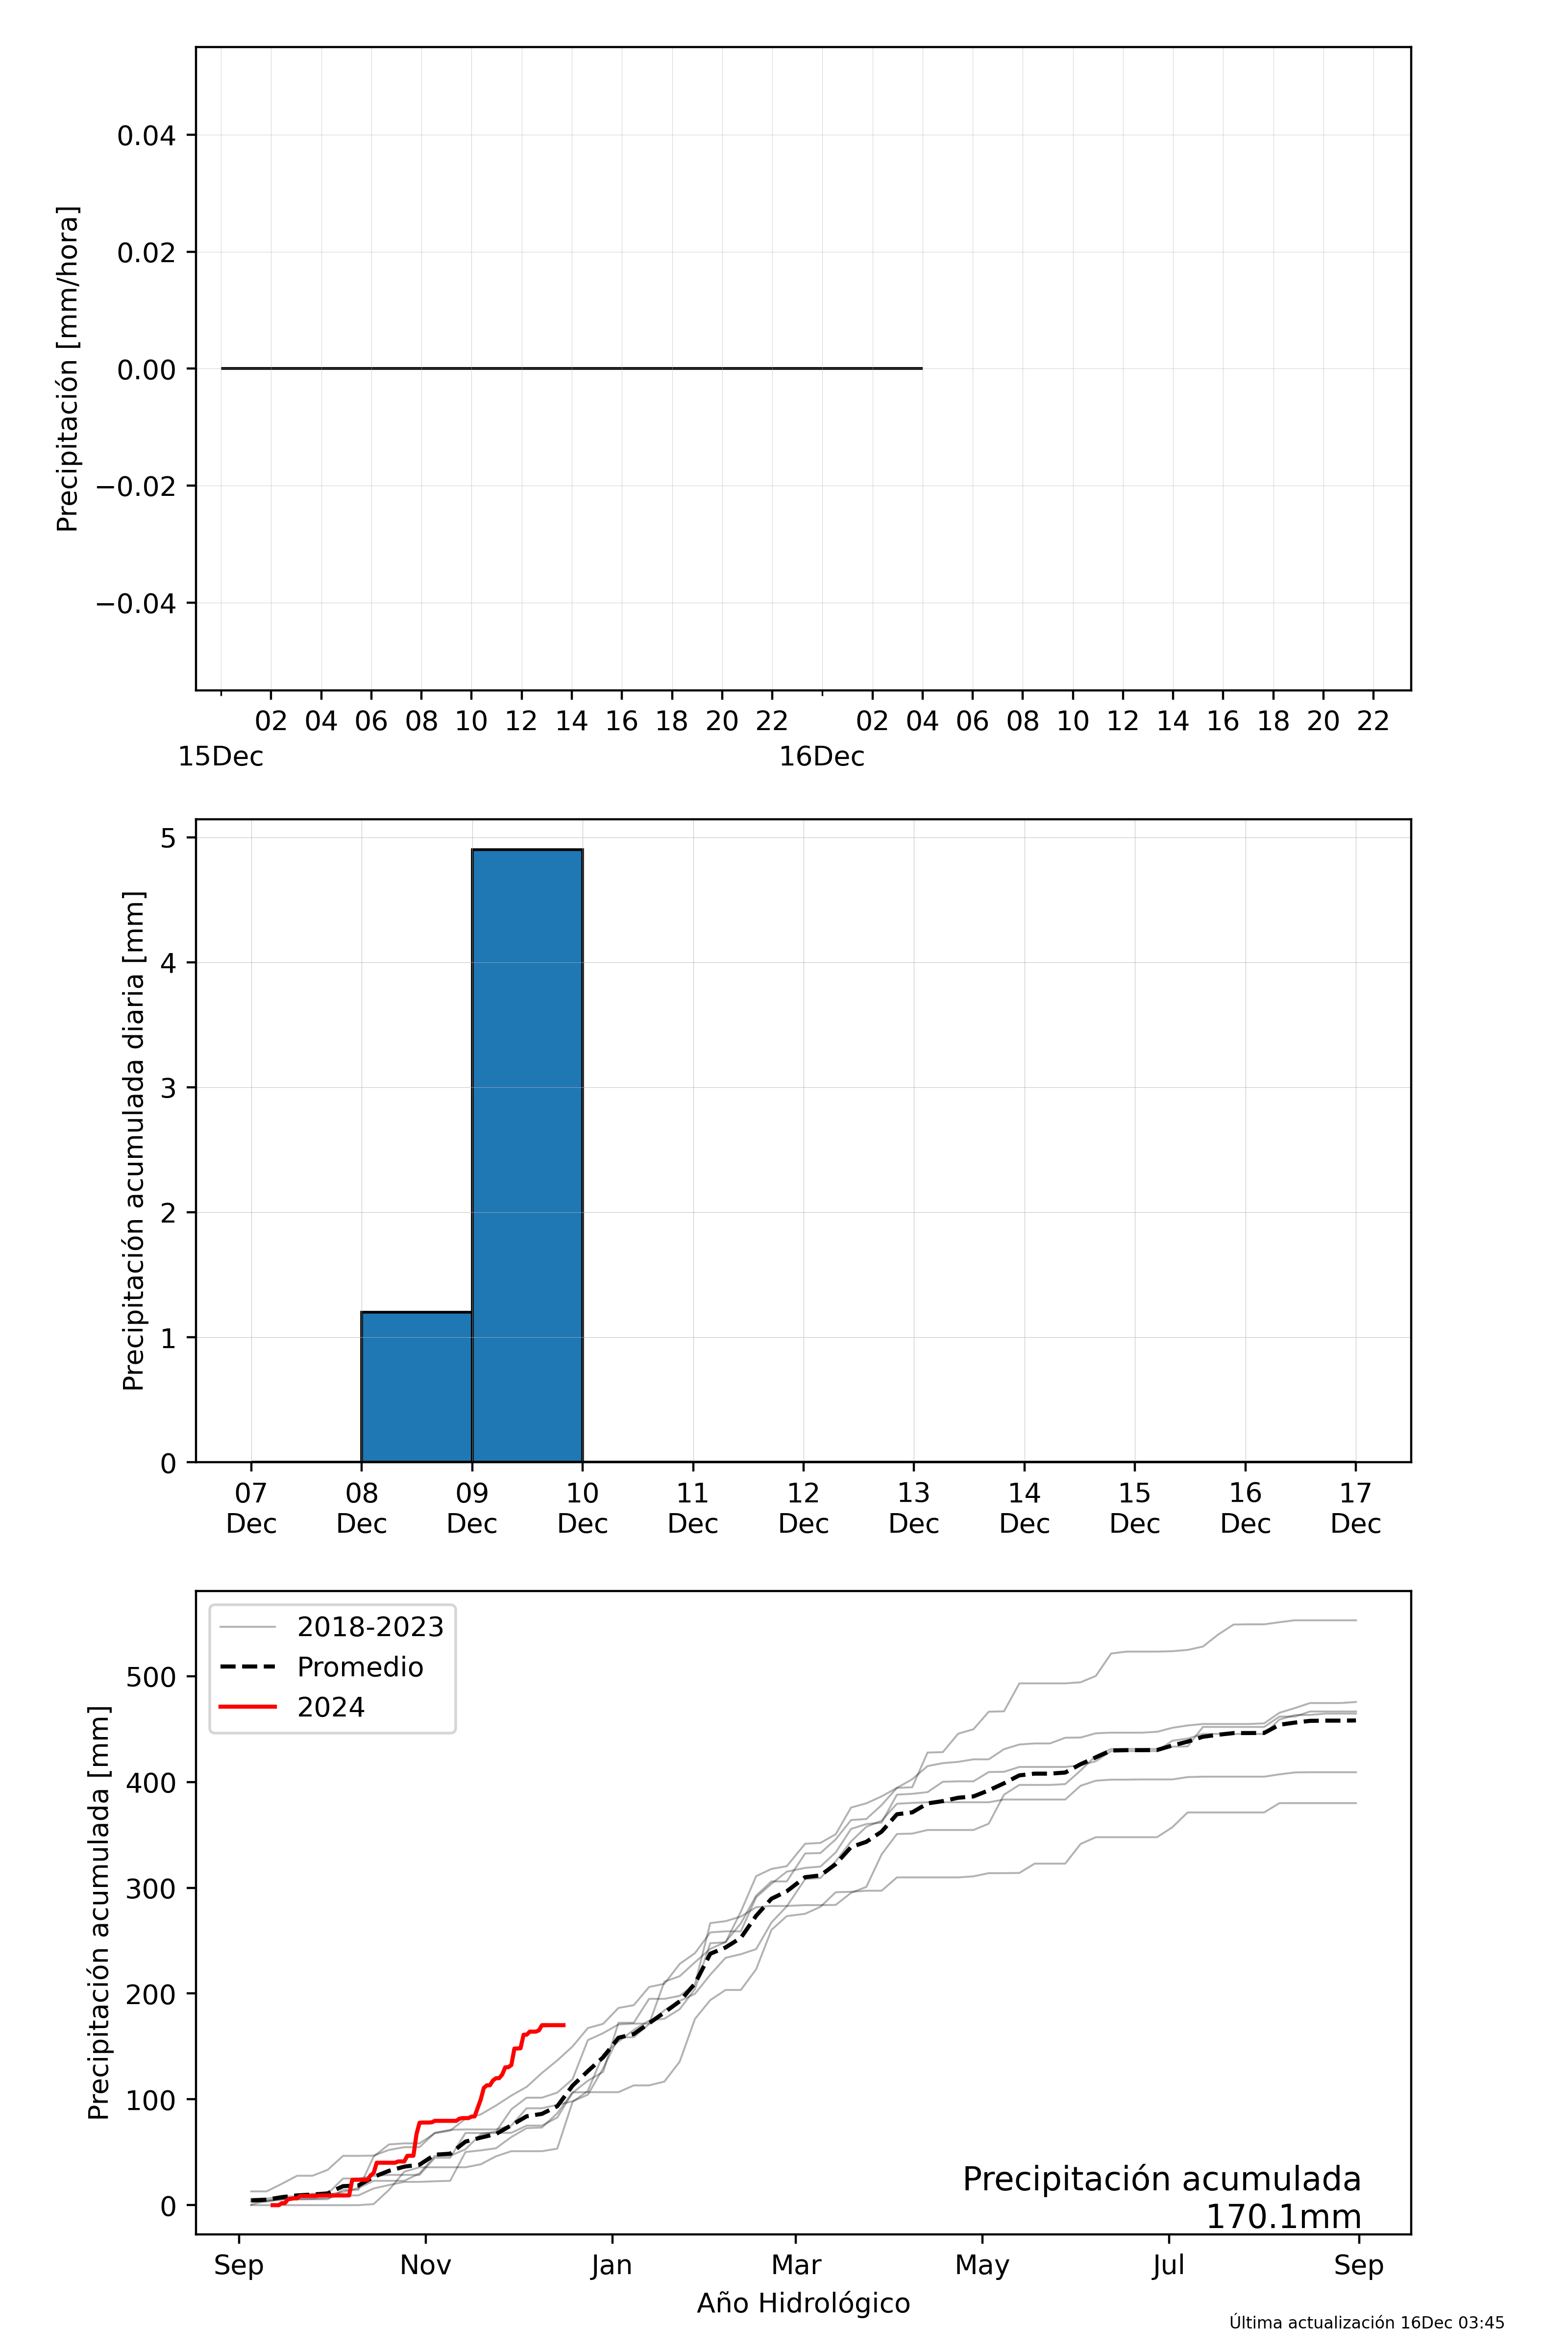 Precipitación [mm/hora]
0.04
0.02
0.00
−0.02
−0.04
02 04 06 08 10 12 14 16 18 20 22 02 04 06 08 10 12 14 16 18 20 22
15Dec 16Dec
Precipitación acumulada diaria [mm]
5
4
3
2
1
0
07 08 09 10 11 12 13 14 15 16 17
Dec Dec Dec Dec Dec Dec Dec Dec Dec Dec Dec
Precipitación acumulada [mm]
2018-2023
Promedio
2024
500
400
300
200
100
0
Precipitación acumulada
170.1mm
Sep Nov Jan Mar May Jul Sep
Año Hidrológico
Última actualización 16Dec 03:45